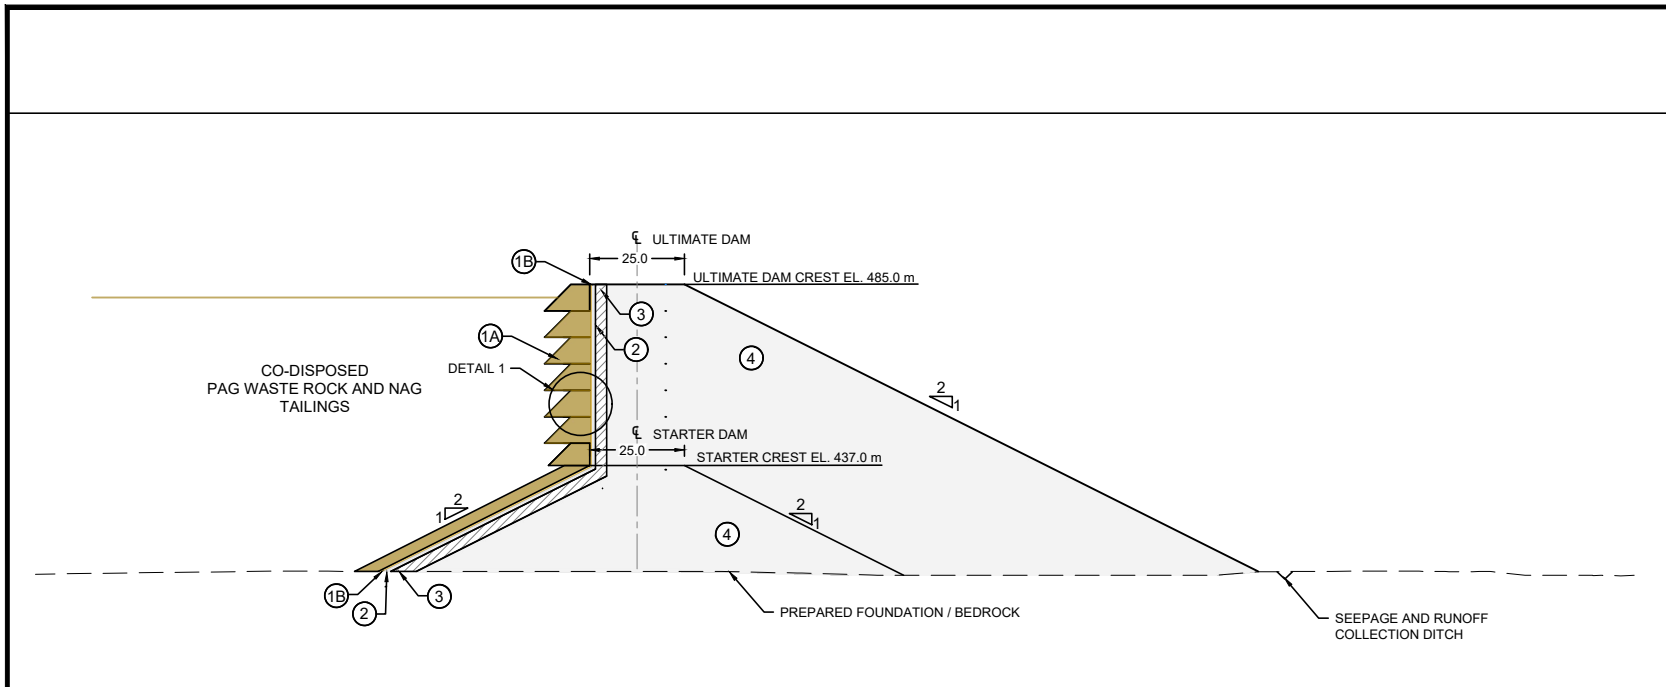 ℄ ULTIMATE DAM
1B
25.0
ULTIMATE DAM CREST EL. 485.0 m
3
1A
2
4
DETAIL 1
CO-DISPOSED
PAG WASTE ROCK AND NAG
TAILINGS
2
1
℄ STARTER DAM
25.0
STARTER CREST EL. 437.0 m
2
1
2
1
4
1B
2
3
PREPARED FOUNDATION / BEDROCK
SEEPAGE AND RUNOFF
COLLECTION DITCH